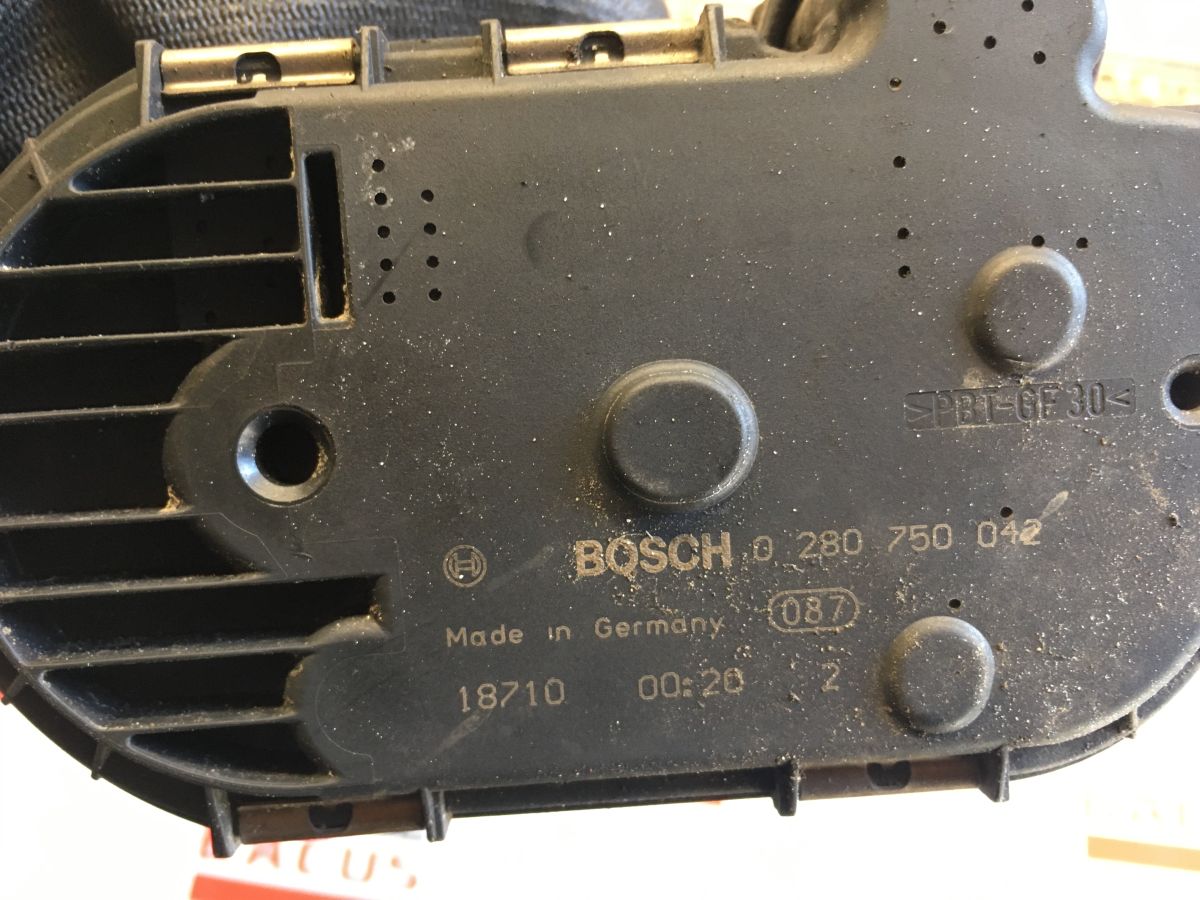 >PBT-GF30<
BOSCH 0 280 750 042
Made in Germany 087
18710 00:20 2